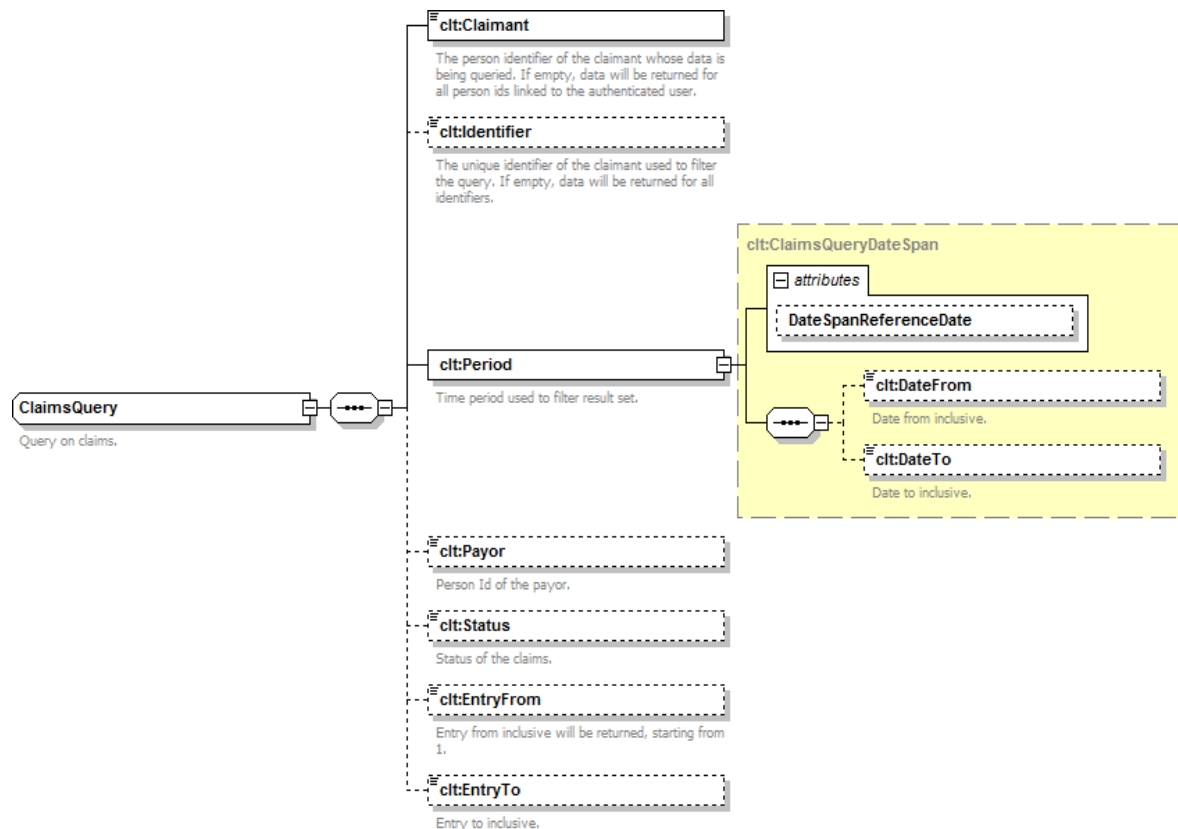 clt:Claimant
The person identifier of the claimant whose data is
being queried. If empty, data will be returned for
all person ids linked to the authenticated user.
clt:Identifier
The unique identifier of the claimant used to filter
the query. If empty, data will be returned for all
identifiers.
clt:ClaimsQueryDateSpan
attributes
DateSpanReferenceDate
clt:Period
Time period used to filter result set.
clt:DateFrom
Date from inclusive.
ClaimsQuery
Query on claims.
clt:DateTo
Date to inclusive.
clt:Payor
Person Id of the payor.
clt:Status
Status of the claims.
clt:EntryFrom
Entry from inclusive will be returned, starting from
1.
clt:EntryTo
Entry to inclusive.